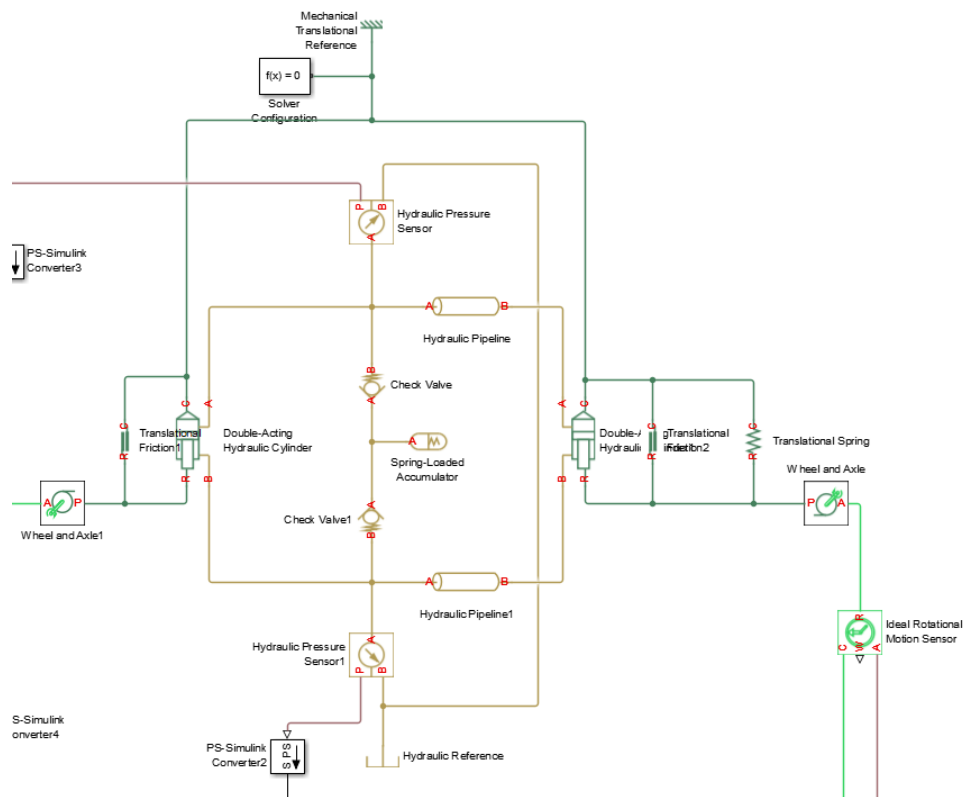 Mechanical
Translational
Reference
f(x) = 0
Solver
Configuration
P
B
Hydraulic Pressure
Sensor
A
PS-Simulink
Converter3
A
B
Hydraulic Pipeline
B
Check Valve
A
C
A
A
C
C
Translational
Friction1
Double-Acting
Hydraulic Cylinder
A
Spring-Loaded
Accumulator
Translational
C
Translational Spring
R
R
B
B
R
R
R
Wheel and Axle
A
P
Wheel and Axle1
A
Check Valve1
B
P
A
A
B
Hydraulic Pipeline1
Hydraulic Pressure
Sensor1
A
P
B
R
Ideal Rotational
Motion Sensor
C
W
A
S-Simulink
onverter4
PS-Simulink
Converter2
S PS
Hydraulic Reference